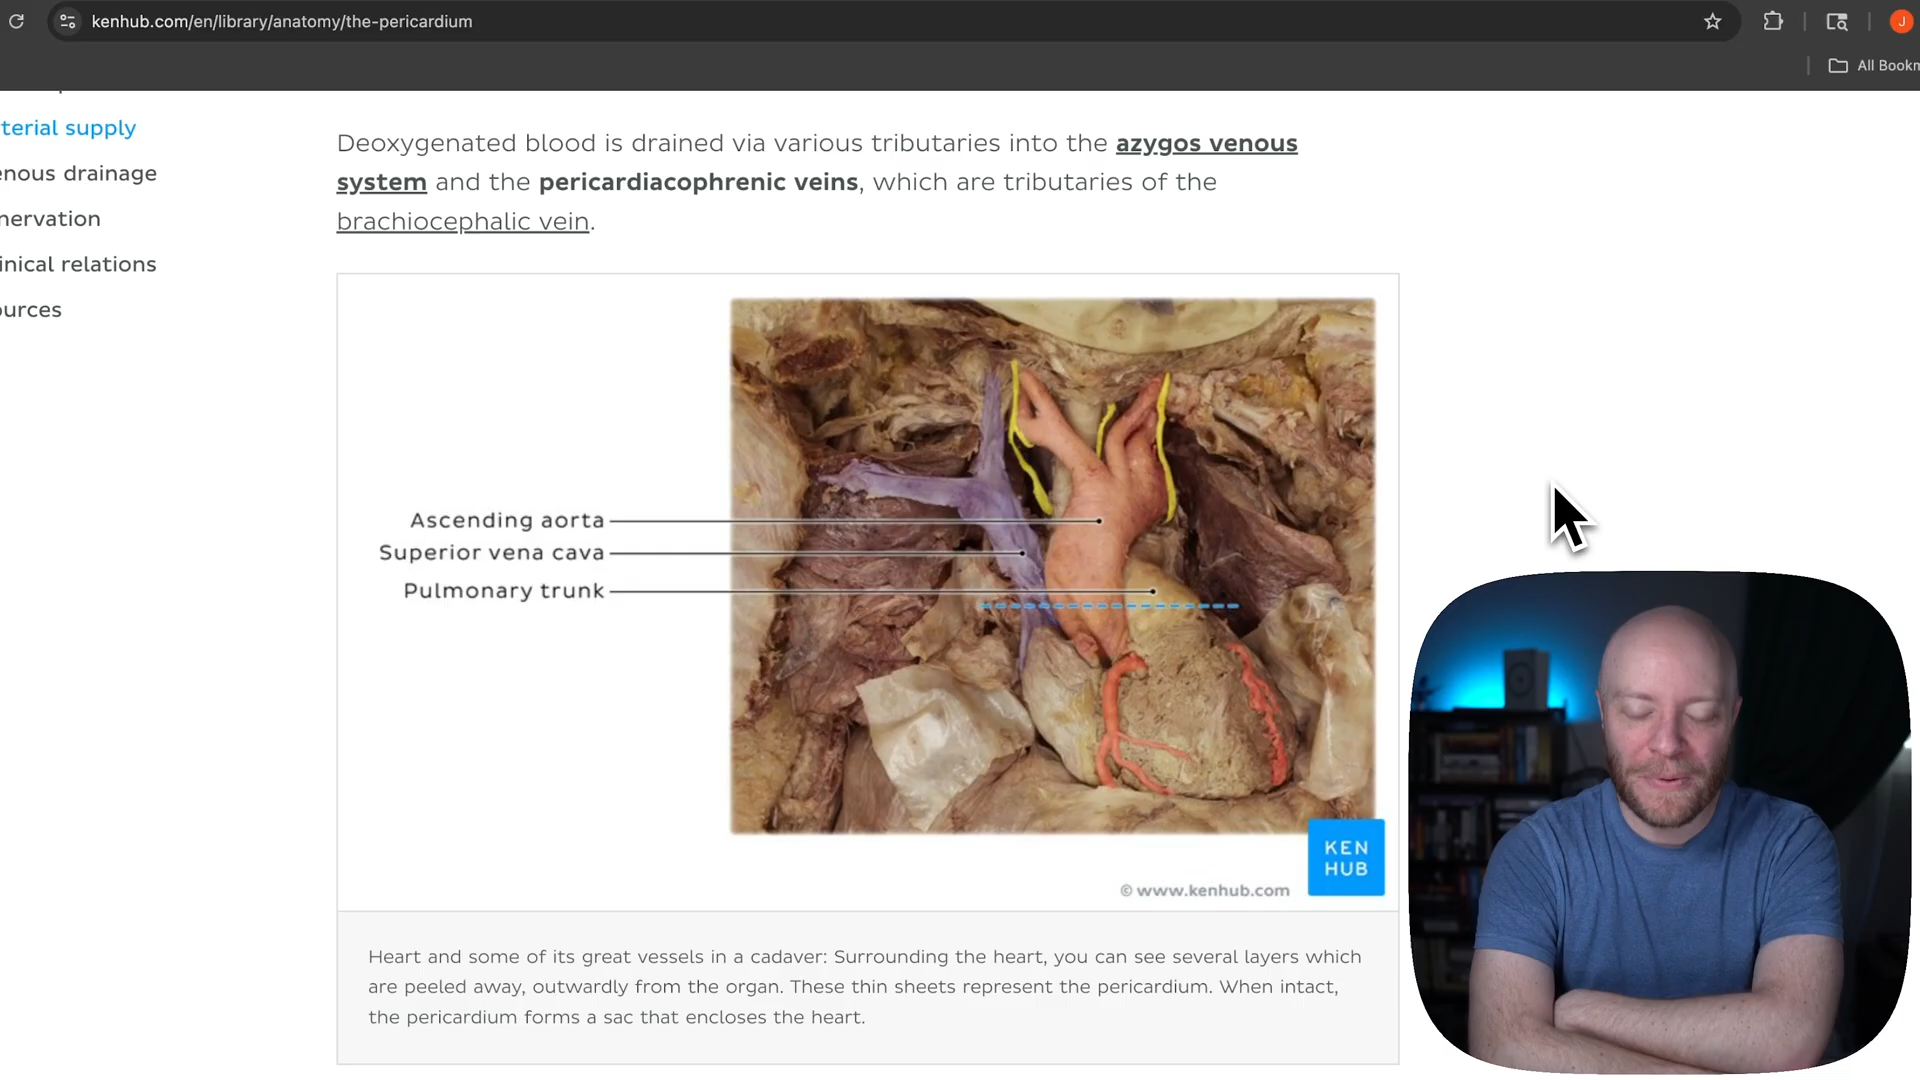 kenhub.com/en/library/anatomy/the-pericardium
J
All Bookm
terial supply
enous drainage
nervation
inical relations
ources
Deoxygenated blood is drained via various tributaries into the azygos venous
system and the pericardiacophrenic veins, which are tributaries of the
brachiocephalic vein.
Ascending aorta
Superior vena cava
Pulmonary trunk
KEN
HUB
© www.kenhub.com
Heart and some of its great vessels in a cadaver: Surrounding the heart, you can see several layers which
are peeled away, outwardly from the organ. These thin sheets represent the pericardium. When intact,
the pericardium forms a sac that encloses the heart.